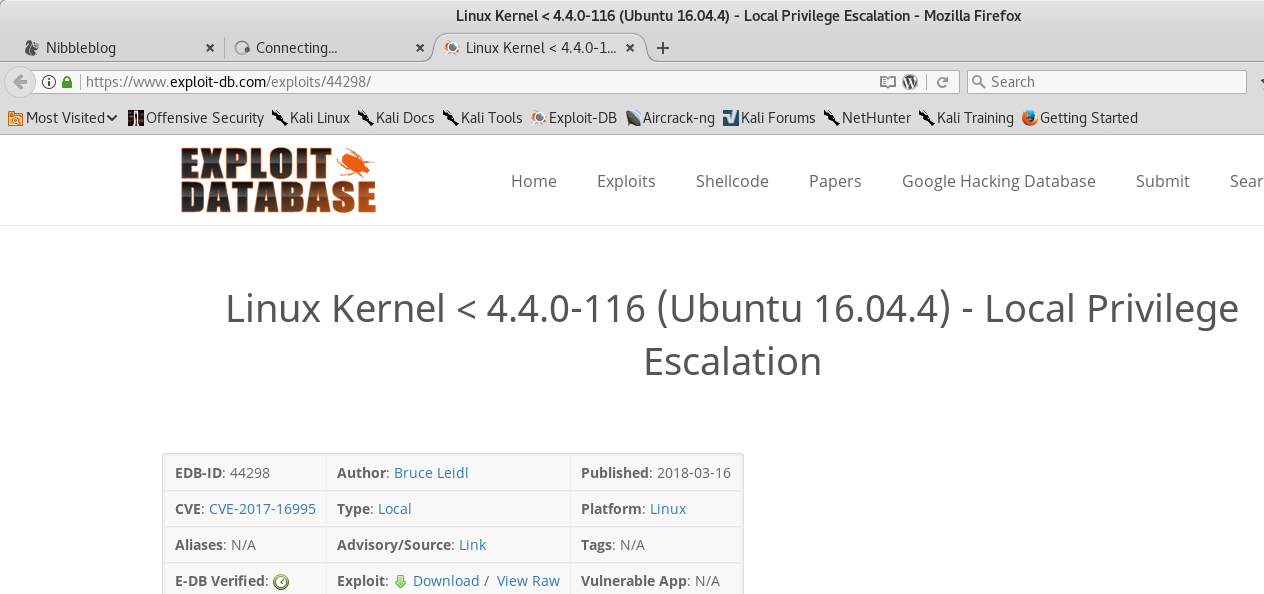 Linux Kernel < 4.4.0-116 (Ubuntu 16.04.4) - Local Privilege Escalation - Mozilla Firefox
Nibbleblog × Connecting... × Linux Kernel < 4.4.0-1... × +
https://www.exploit-db.com/exploits/44298/ Search
Most Visited Offensive Security Kali Linux Kali Docs Kali Tools Exploit-DB Aircrack-ng Kali Forums NetHunter Kali Training Getting Started
EXPLOIT
DATABASE
Home Exploits Shellcode Papers Google Hacking Database Submit Sear
Linux Kernel < 4.4.0-116 (Ubuntu 16.04.4) - Local Privilege
Escalation
EDB-ID: 44298 Author: Bruce Leidl Published: 2018-03-16
CVE: CVE-2017-16995 Type: Local Platform: Linux
Aliases: N/A Advisory/Source: Link Tags: N/A
E-DB Verified: Exploit: Download / View Raw Vulnerable App: N/A